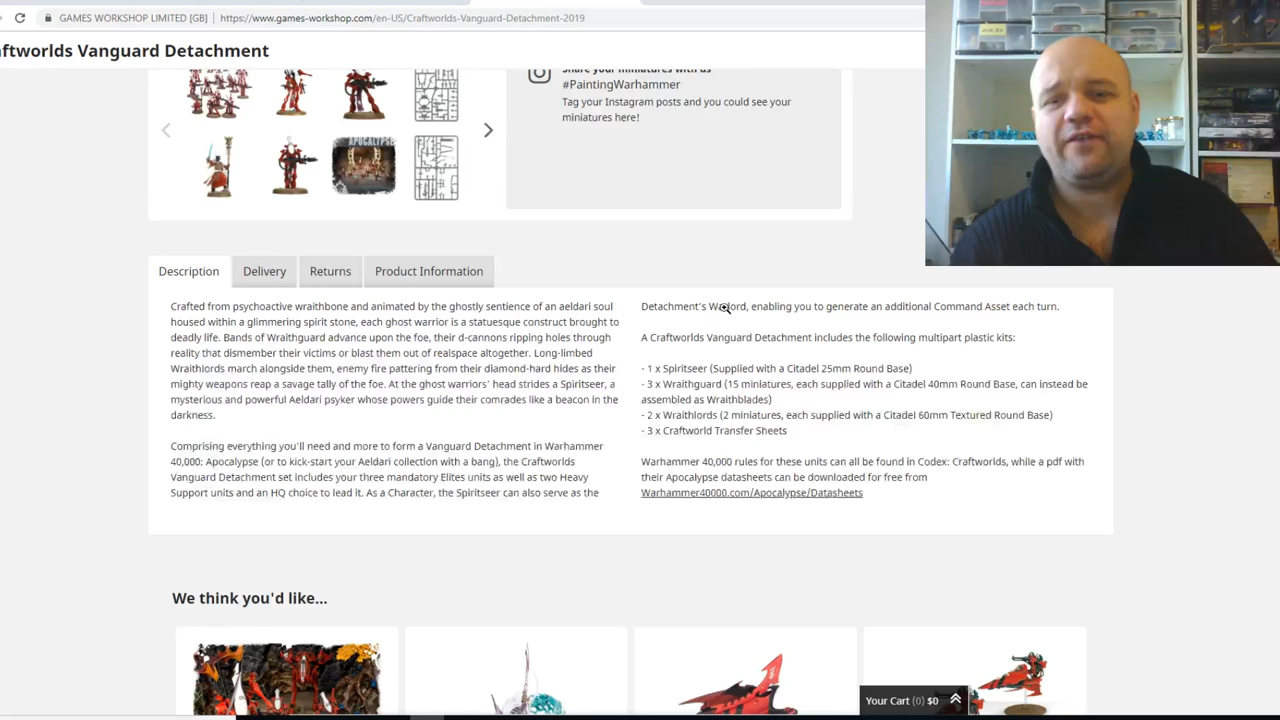 GAMES WORKSHOP LIMITED [GB]
https://www.games-workshop.com/en-US/Craftworlds-Vanguard-Detachment-2019
aftworlds Vanguard Detachment
Share your miniatures with us
#PaintingWarhammer
Tag your Instagram posts and you could see your
miniatures here!
APOCALYPSE
Description
Delivery
Returns
Product Information
Crafted from psychoactive wraithbone and animated by the ghostly sentience of an aeldari soul
housed within a glimmering spirit stone, each ghost warrior is a statuesque construct brought to
deadly life. Bands of Wraithguard advance upon the foe, their d-cannons ripping holes through
reality that dismember their victims or blast them out of realspace altogether. Long-limbed
Wraithlords march alongside them, enemy fire pattering from their diamond-hard hides as their
mighty weapons reap a savage tally of the foe. At the ghost warriors' head strides a Spiritseer, a
mysterious and powerful Aeldari psyker whose powers guide their comrades like a beacon in the
darkness.
Comprising everything you'll need and more to form a Vanguard Detachment in Warhammer
40,000: Apocalypse (or to kick-start your Aeldari collection with a bang), the Craftworlds
Vanguard Detachment set includes your three mandatory Elites units as well as two Heavy
Support units and an HQ choice to lead it. As a Character, the Spiritseer can also serve as the
Detachment's Warlord, enabling you to generate an additional Command Asset each turn.
A Craftworlds Vanguard Detachment includes the following multipart plastic kits:
- 1 x Spiritseer (Supplied with a Citadel 25mm Round Base)
- 3 x Wraithguard (15 miniatures, each supplied with a Citadel 40mm Round Base, can instead be
assembled as Wraithblades)
- 2 x Wraithlords (2 miniatures, each supplied with a Citadel 60mm Textured Round Base)
- 3 x Craftworld Transfer Sheets
Warhammer 40,000 rules for these units can all be found in Codex: Craftworlds, while a pdf with
their Apocalypse datasheets can be downloaded for free from
Warhammer40000.com/Apocalypse/Datasheets
We think you'd like...
Your Cart (0) $0